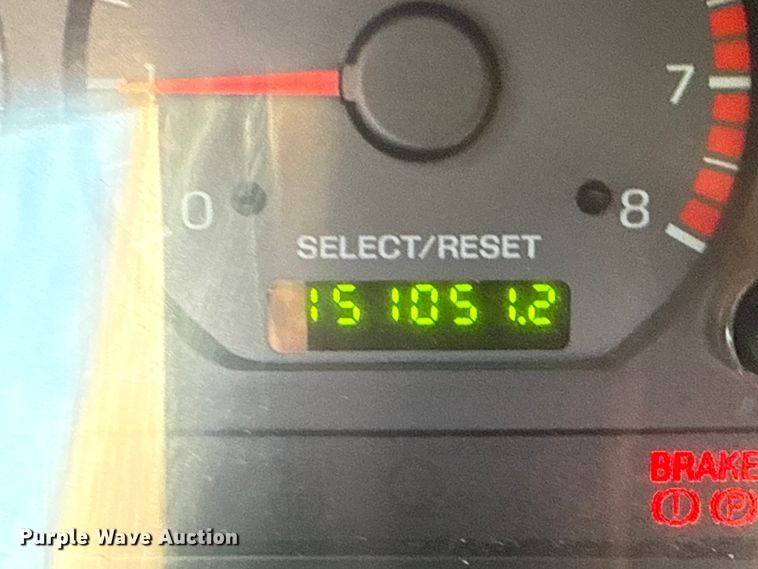 7
0
8
SELECT/RESET
151051.2
BRAKE
(!) (P)
Purple Wave Auction